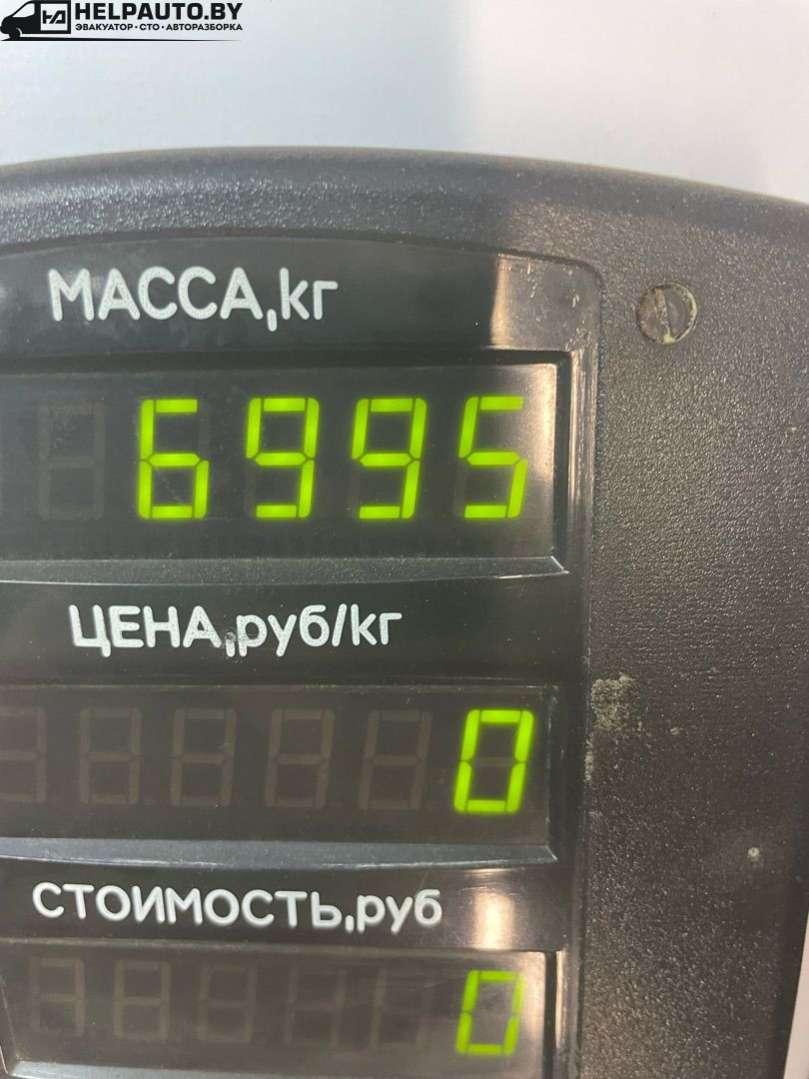 HELPAUTO.BY
ЭВАКУАТОР • СТО • АВТОРАЗБОРКА
МАССА,кг
6995
ЦЕНА,руб/кг
0
СТОИМОСТЬ,руб
0